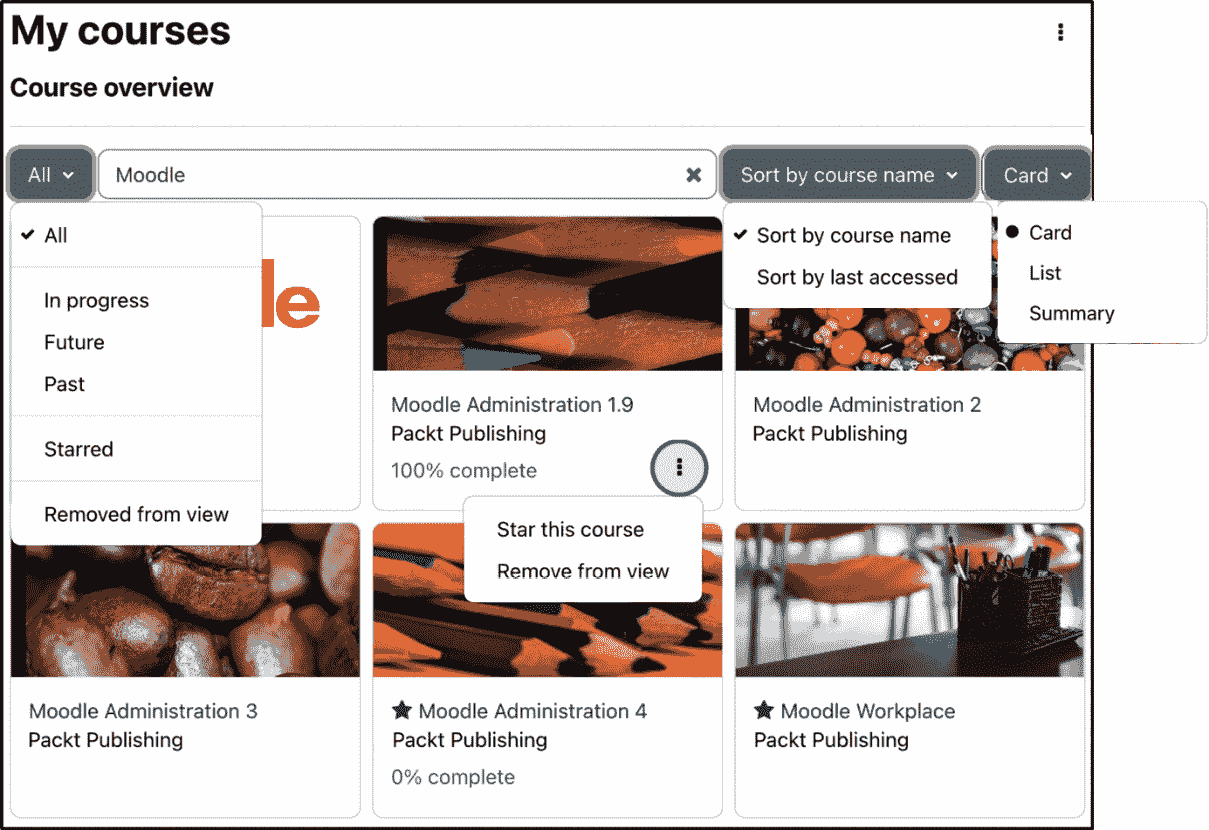 My courses
Course overview
All
Moodle
Sort by course name
Card
All
In progress
Future
Past
Starred
Removed from view
Sort by course name
Sort by last accessed
Card
List
Summary
le
Moodle Administration 1.9
Packt Publishing
100% complete
Moodle Administration 2
Packt Publishing
Star this course
Remove from view
Moodle Administration 3
Packt Publishing
Moodle Administration 4
Packt Publishing
0% complete
Moodle Workplace
Packt Publishing